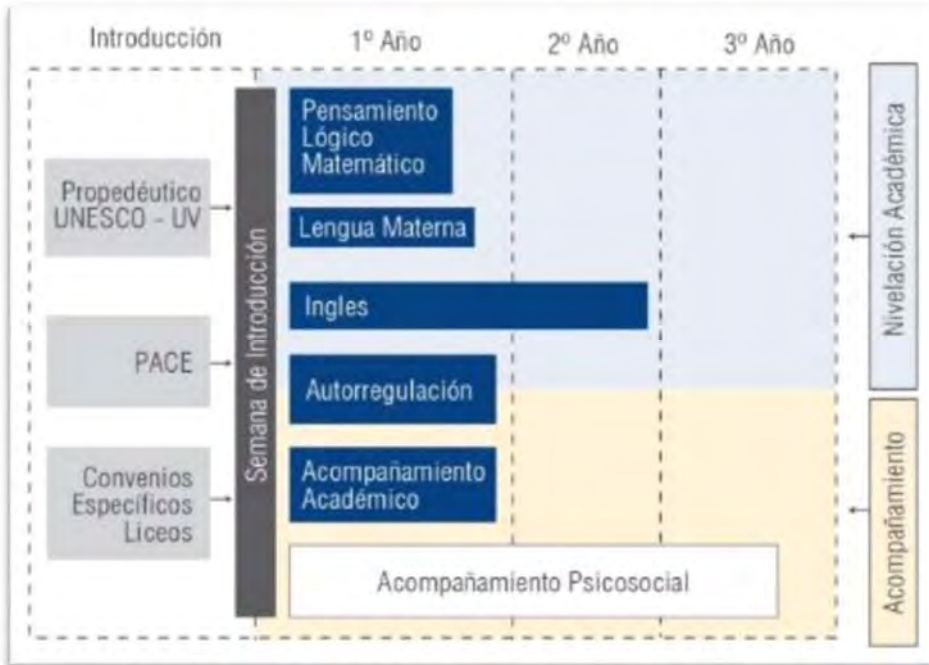 Introducción
1º Año
2º Año
3º Año
Propedéutico
UNESCO - UV
PACE
Convenios
Específicos
Liceos
Semana de Introducción
Pensamiento
Lógico
Matemático
Lengua Materna
Ingles
Autorregulación
Acompañamiento
Académico
Acompañamiento Psicosocial
Nivelación Académica
Acompañamiento